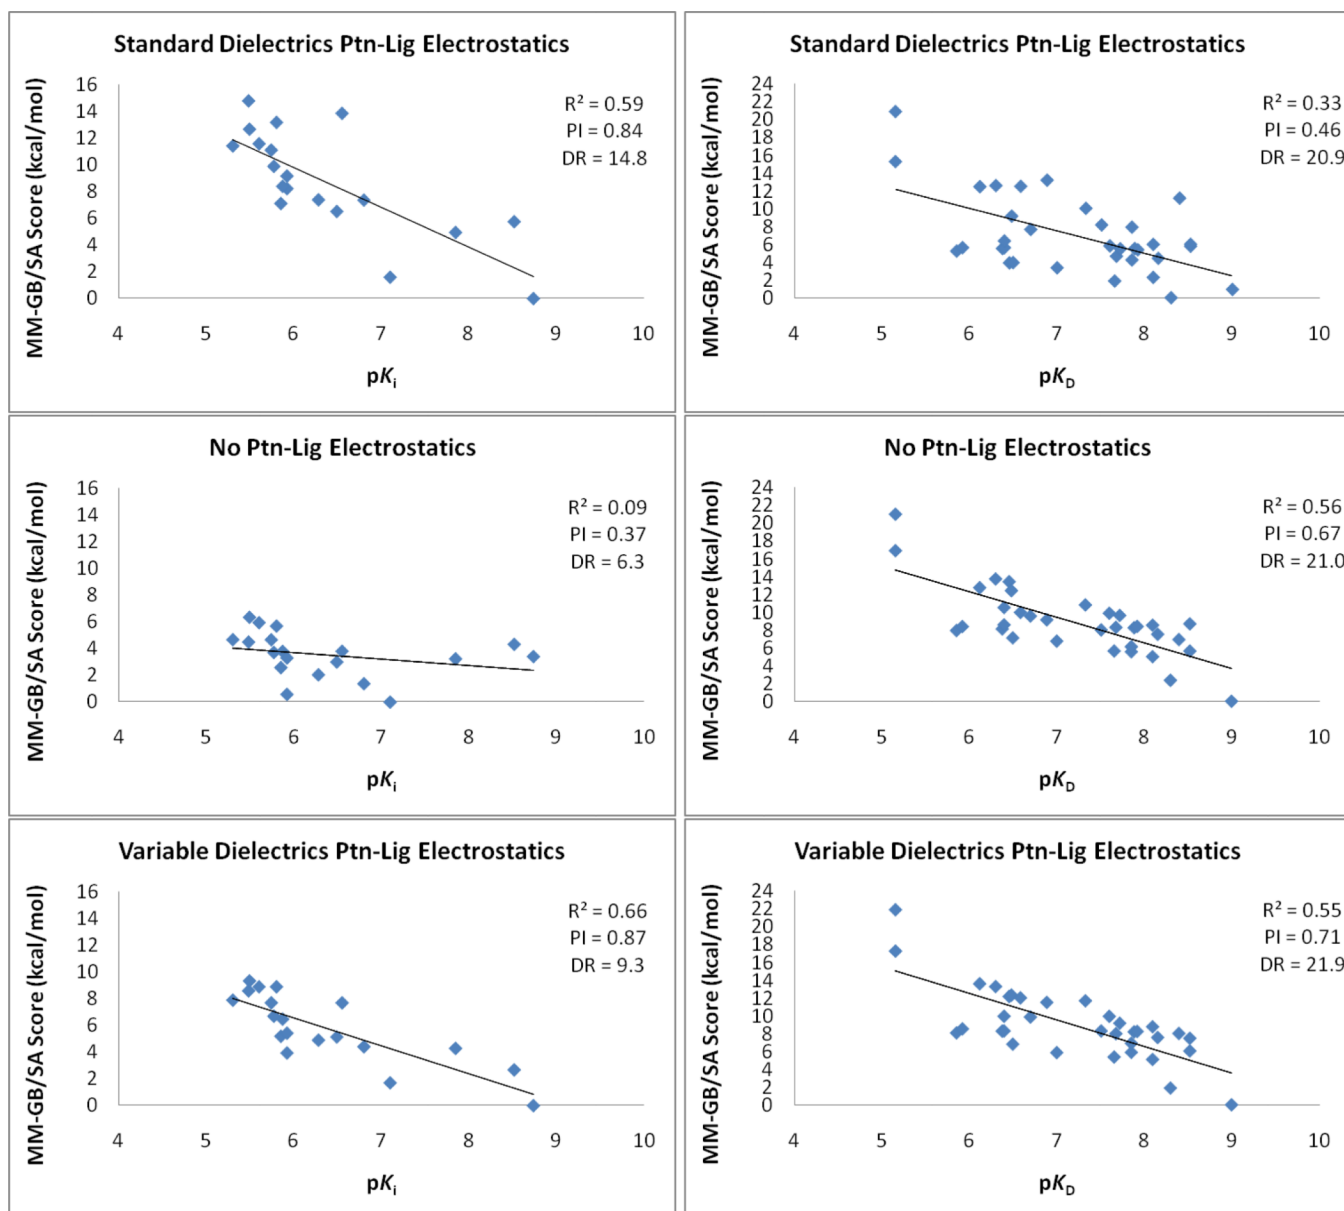 Standard Dielectrics Ptn-Lig Electrostatics
MM-GB/SA Score (kcal/mol)
16
14
12
10
8
6
4
2
0
R² = 0.59
PI = 0.84
DR = 14.8
4 5 6 7 8 9 10
pKi
Standard Dielectrics Ptn-Lig Electrostatics
MM-GB/SA Score (kcal/mol)
24
22
20
18
16
14
12
10
8
6
4
2
0
R² = 0.33
PI = 0.46
DR = 20.9
4 5 6 7 8 9 10
pKD
No Ptn-Lig Electrostatics
MM-GB/SA Score (kcal/mol)
16
14
12
10
8
6
4
2
0
R² = 0.09
PI = 0.37
DR = 6.3
4 5 6 7 8 9 10
pKi
No Ptn-Lig Electrostatics
MM-GB/SA Score (kcal/mol)
24
22
20
18
16
14
12
10
8
6
4
2
0
R² = 0.56
PI = 0.67
DR = 21.0
4 5 6 7 8 9 10
pKD
Variable Dielectrics Ptn-Lig Electrostatics
MM-GB/SA Score (kcal/mol)
16
14
12
10
8
6
4
2
0
R² = 0.66
PI = 0.87
DR = 9.3
4 5 6 7 8 9 10
pKi
Variable Dielectrics Ptn-Lig Electrostatics
MM-GB/SA Score (kcal/mol)
24
22
20
18
16
14
12
10
8
6
4
2
0
R² = 0.55
PI = 0.71
DR = 21.9
4 5 6 7 8 9 10
pKD